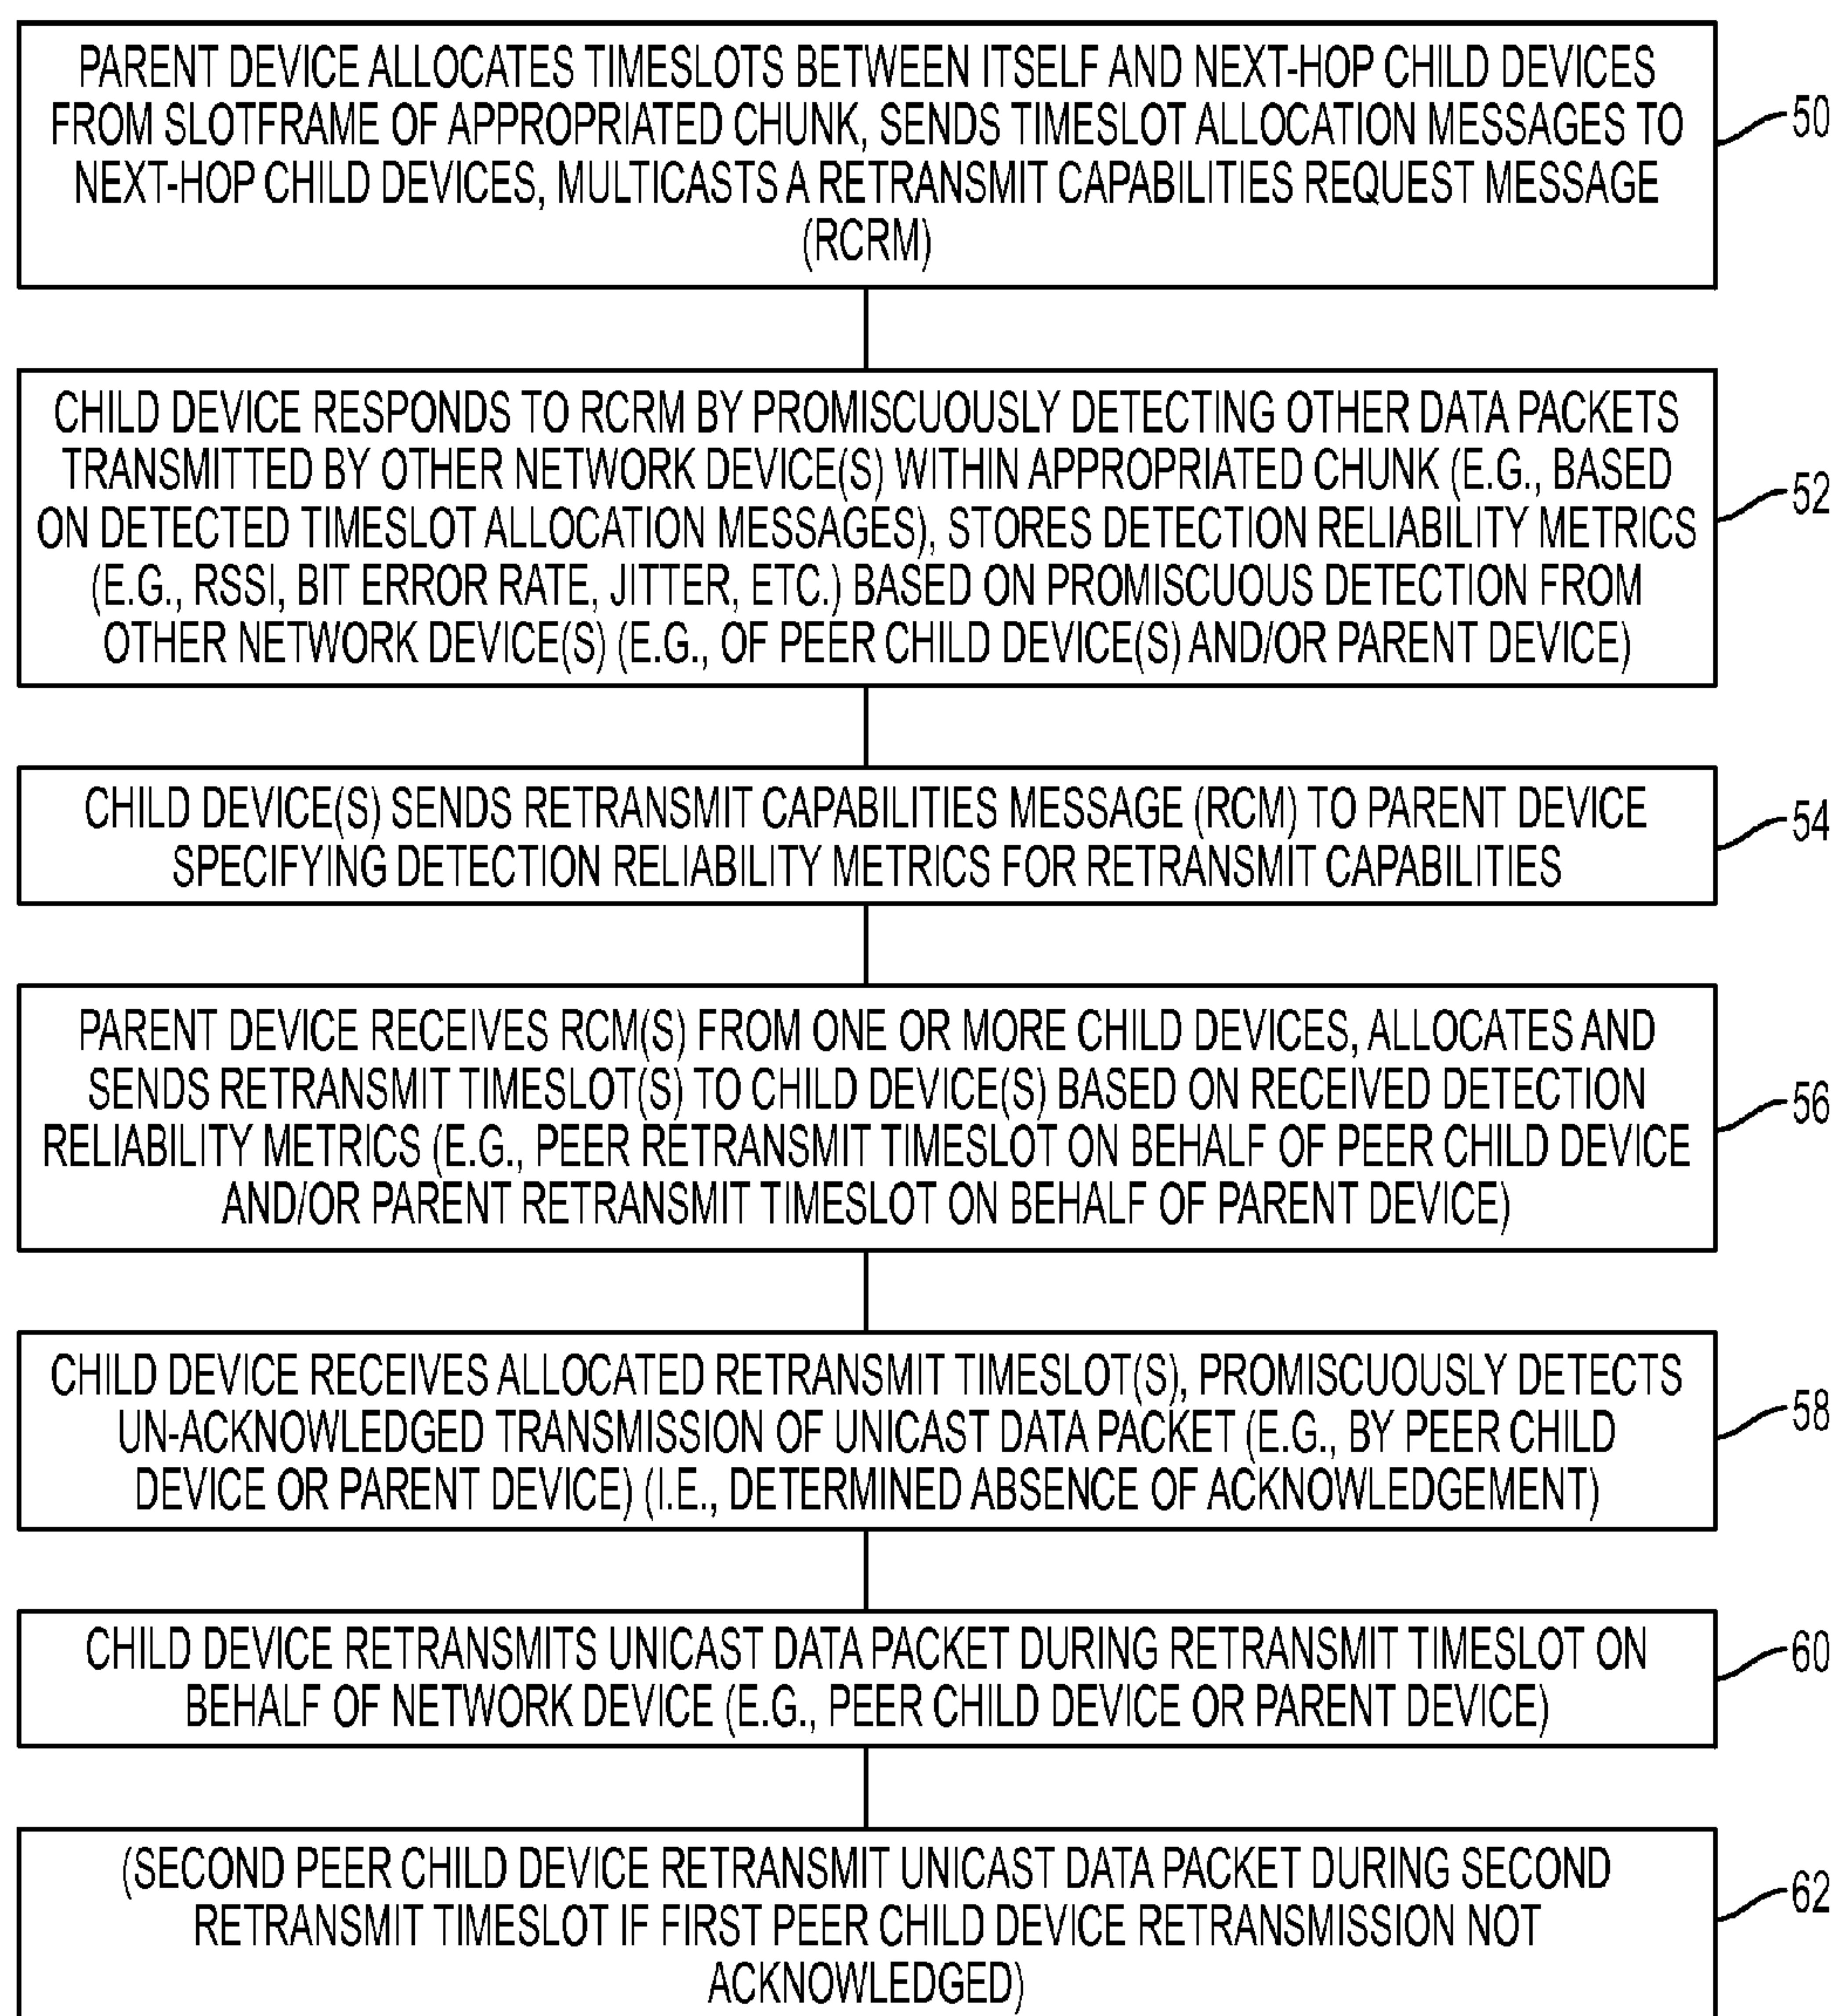 PARENT DEVICE ALLOCATES TIMESLOTS BETWEEN ITSELF AND NEXT-HOP CHILD DEVICES
FROM SLOTFRAME OF APPROPRIATED CHUNK, SENDS TIMESLOT ALLOCATION MESSAGES TO
NEXT-HOP CHILD DEVICES, MULTICASTS A RETRANSMIT CAPABILITIES REQUEST MESSAGE
(RCRM)
50
CHILD DEVICE RESPONDS TO RCRM BY PROMISCUOUSLY DETECTING OTHER DATA PACKETS
TRANSMITTED BY OTHER NETWORK DEVICE(S) WITHIN APPROPRIATED CHUNK (E.G., BASED
ON DETECTED TIMESLOT ALLOCATION MESSAGES), STORES DETECTION RELIABILITY METRICS
(E.G., RSSI, BIT ERROR RATE, JITTER, ETC.) BASED ON PROMISCUOUS DETECTION FROM
OTHER NETWORK DEVICE(S) (E.G., OF PEER CHILD DEVICE(S) AND/OR PARENT DEVICE)
52
CHILD DEVICE(S) SENDS RETRANSMIT CAPABILITIES MESSAGE (RCM) TO PARENT DEVICE
SPECIFYING DETECTION RELIABILITY METRICS FOR RETRANSMIT CAPABILITIES
54
PARENT DEVICE RECEIVES RCM(S) FROM ONE OR MORE CHILD DEVICES, ALLOCATES AND
SENDS RETRANSMIT TIMESLOT(S) TO CHILD DEVICE(S) BASED ON RECEIVED DETECTION
RELIABILITY METRICS (E.G., PEER RETRANSMIT TIMESLOT ON BEHALF OF PEER CHILD DEVICE
AND/OR PARENT RETRANSMIT TIMESLOT ON BEHALF OF PARENT DEVICE)
56
CHILD DEVICE RECEIVES ALLOCATED RETRANSMIT TIMESLOT(S), PROMISCUOUSLY DETECTS
UN-ACKNOWLEDGED TRANSMISSION OF UNICAST DATA PACKET (E.G., BY PEER CHILD
DEVICE OR PARENT DEVICE) (I.E., DETERMINED ABSENCE OF ACKNOWLEDGEMENT)
58
CHILD DEVICE RETRANSMITS UNICAST DATA PACKET DURING RETRANSMIT TIMESLOT ON
BEHALF OF NETWORK DEVICE (E.G., PEER CHILD DEVICE OR PARENT DEVICE)
60
(SECOND PEER CHILD DEVICE RETRANSMIT UNICAST DATA PACKET DURING SECOND
RETRANSMIT TIMESLOT IF FIRST PEER CHILD DEVICE RETRANSMISSION NOT
ACKNOWLEDGED)
62